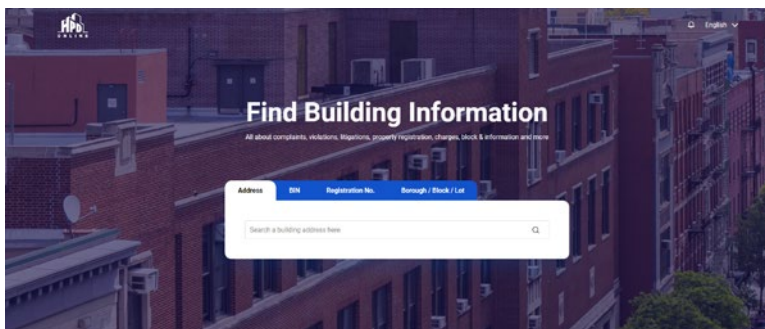 HPD
ONLINE
English
Find Building Information
All about complaints, violations, litigations, property registration, charges, block & information and more
Address BIN Registration No. Borough / Block / Lot
Search a building address here